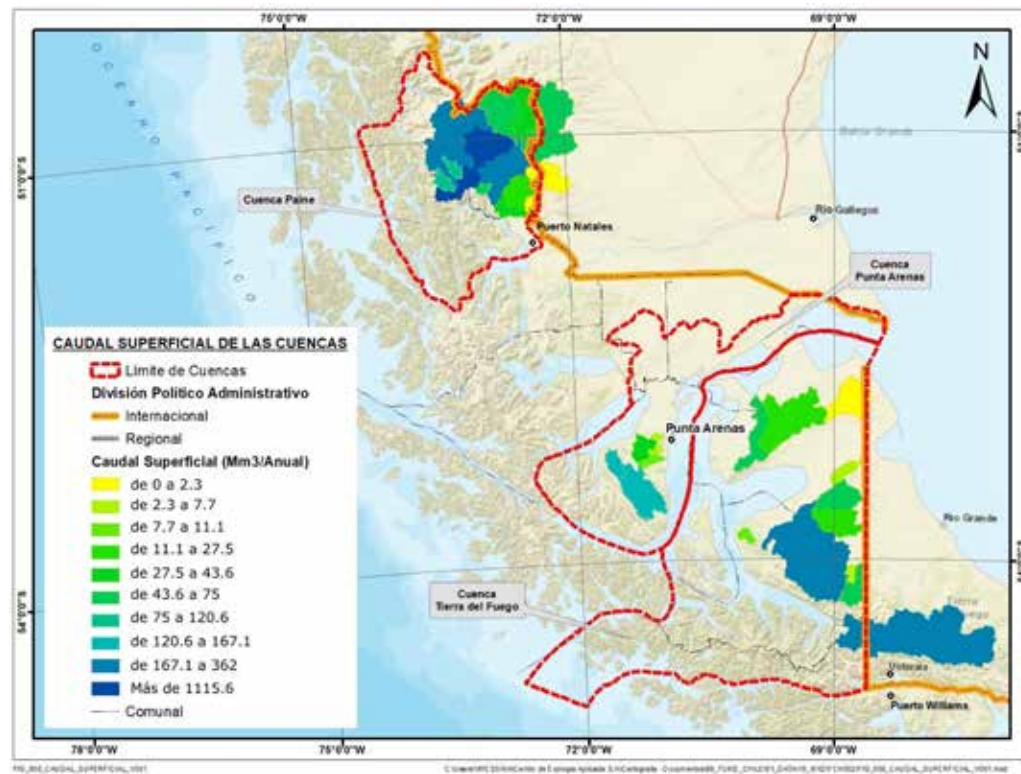 75°0'0"W 72°0'0"W 69°0'0"W
N
OCEANO PACIFICO
51°0'0"S
Cuenca Paine
Puerto Natales
Río Gallegos
Cuenca
Punta Arenas
CAUDAL SUPERFICIAL DE LAS CUENCAS
Límite de Cuencas
División Político Administrativo
Internacional
Regional
Caudal Superficial (Mm3/Anual)
de 0 a 2.3
de 2.3 a 7.7
de 7.7 a 11.1
de 11.1 a 27.5
de 27.5 a 43.6
de 43.6 a 75
de 75 a 120.6
de 120.6 a 167.1
de 167.1 a 362
Más de 1115.6
Comunal
Punta Arenas
Río Grande
54°0'0"S
Cuenca
Tierra del Fuego
Ushuaia
Puerto Williams
78°0'0"W 75°0'0"W 72°0'0"W 69°0'0"W